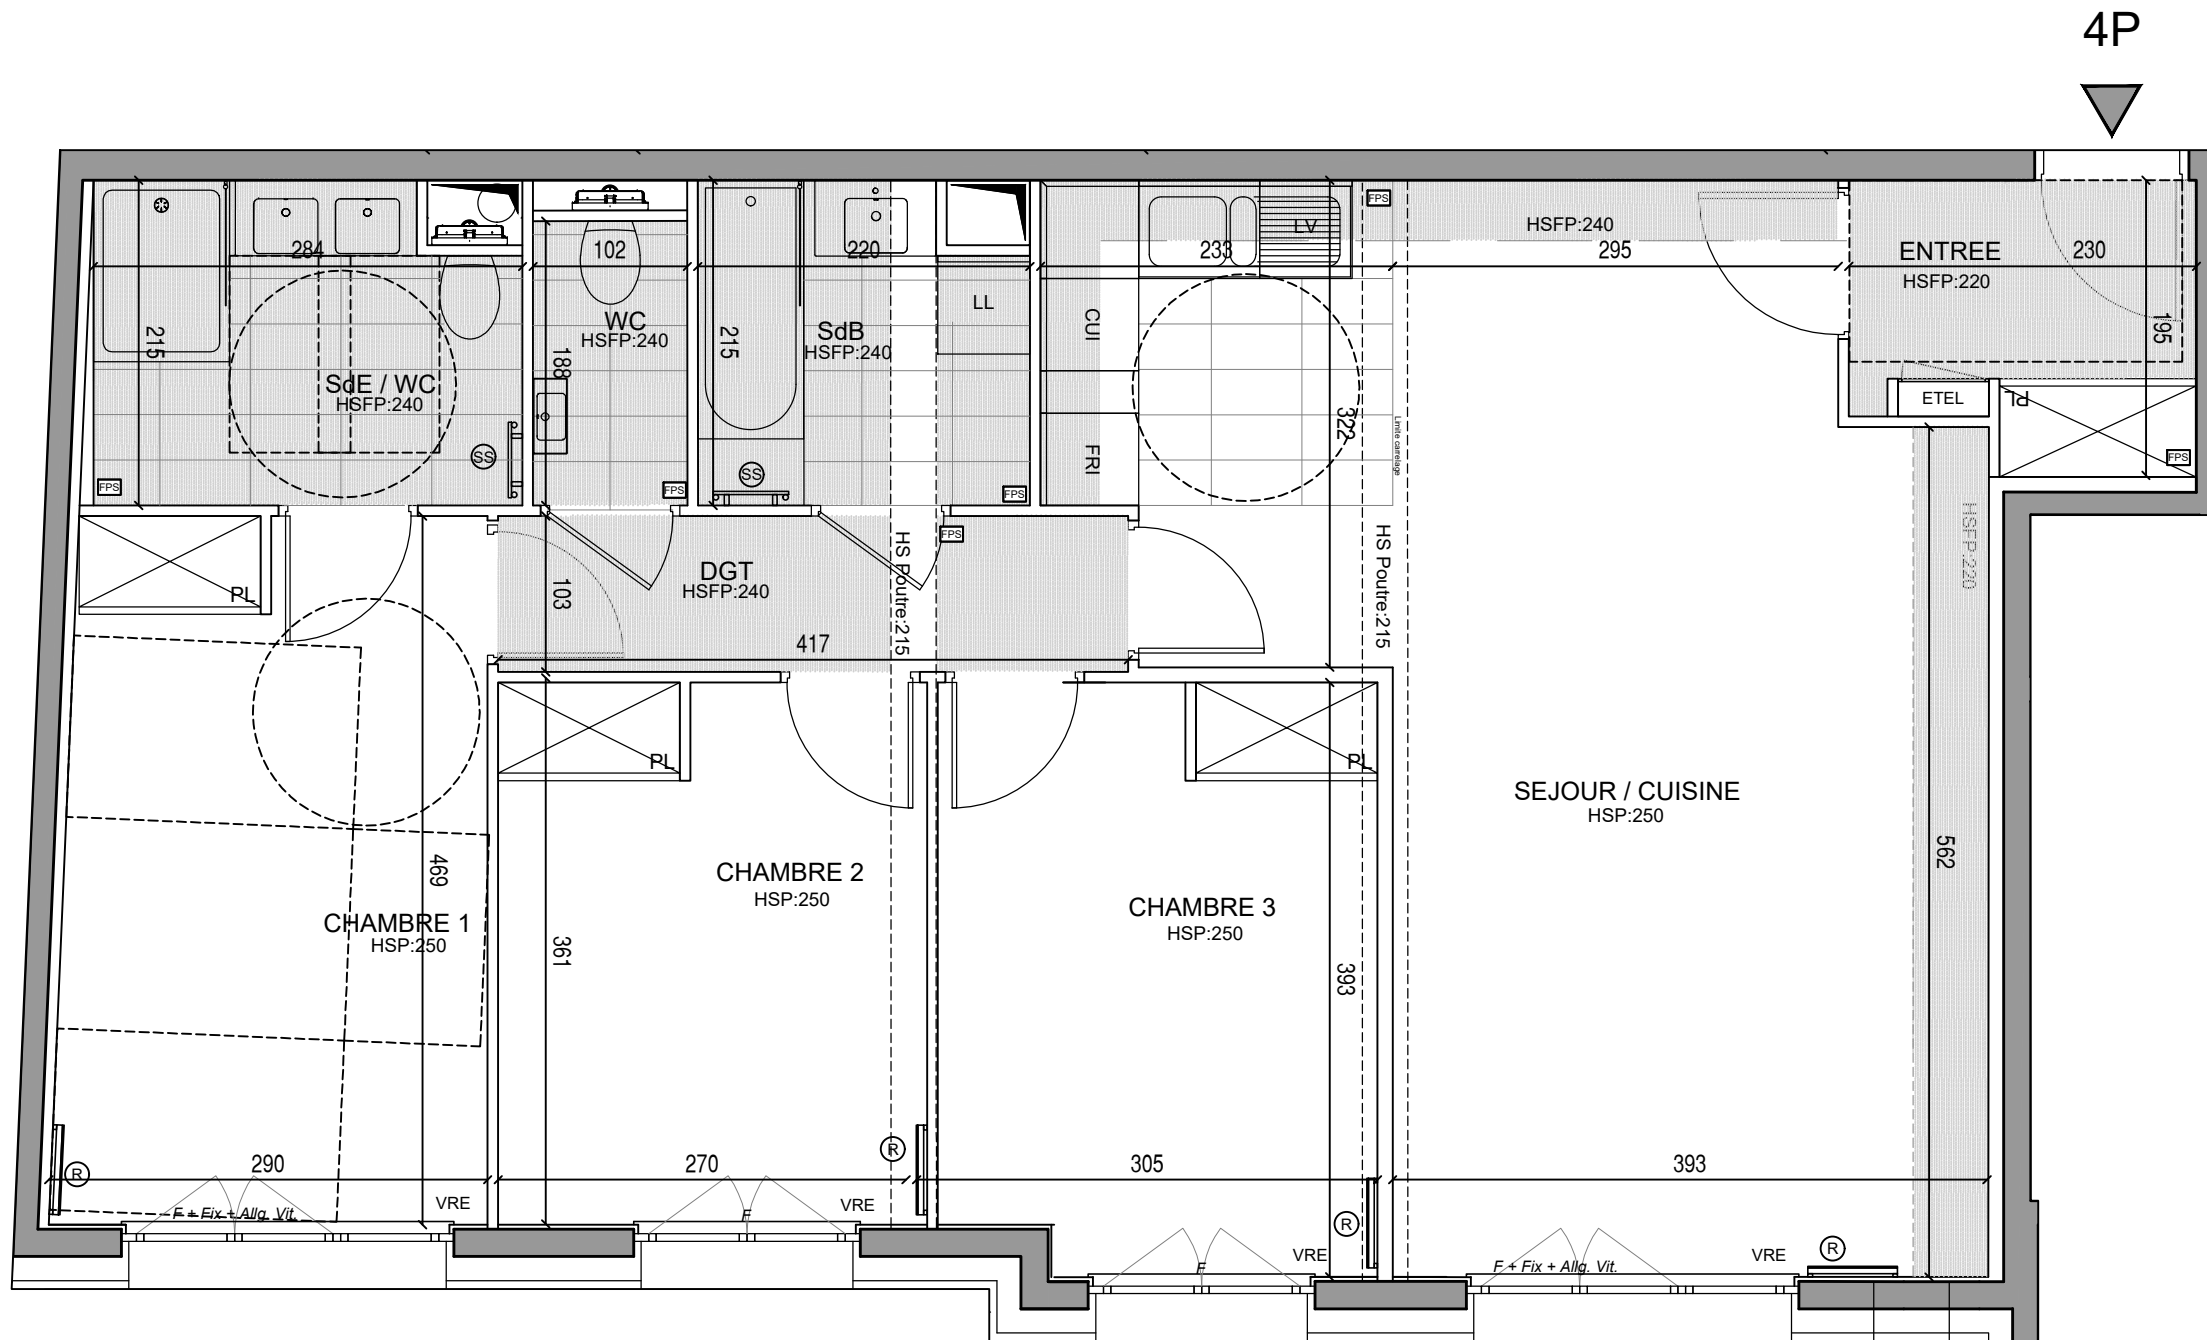 4P
HSFP:240
284
102
220
LV
233
295
ENTREE
230
HSFP:220
LL
215
WC
HSFP:240
188
215
SdB
HSFP:240
CUI
195
SdE / WC
HSFP:240
322
Limite carrelage
ETEL
PL
SS
SS
FRI
FPS
FPS
FPS
FPS
FPS
FPS
HSFP:220
PL
DGT
HSFP:240
103
417
HS Poutre:215
HS Poutre:215
PL
PL
SEJOUR / CUISINE
HSP:250
469
CHAMBRE 2
HSP:250
CHAMBRE 3
HSP:250
562
CHAMBRE 1
HSP:250
361
393
R
R
290
270
305
393
F + Fix + Allg. Vit.
VRE
F
VRE
R
F
VRE
F + Fix + Allg. Vit.
VRE
R